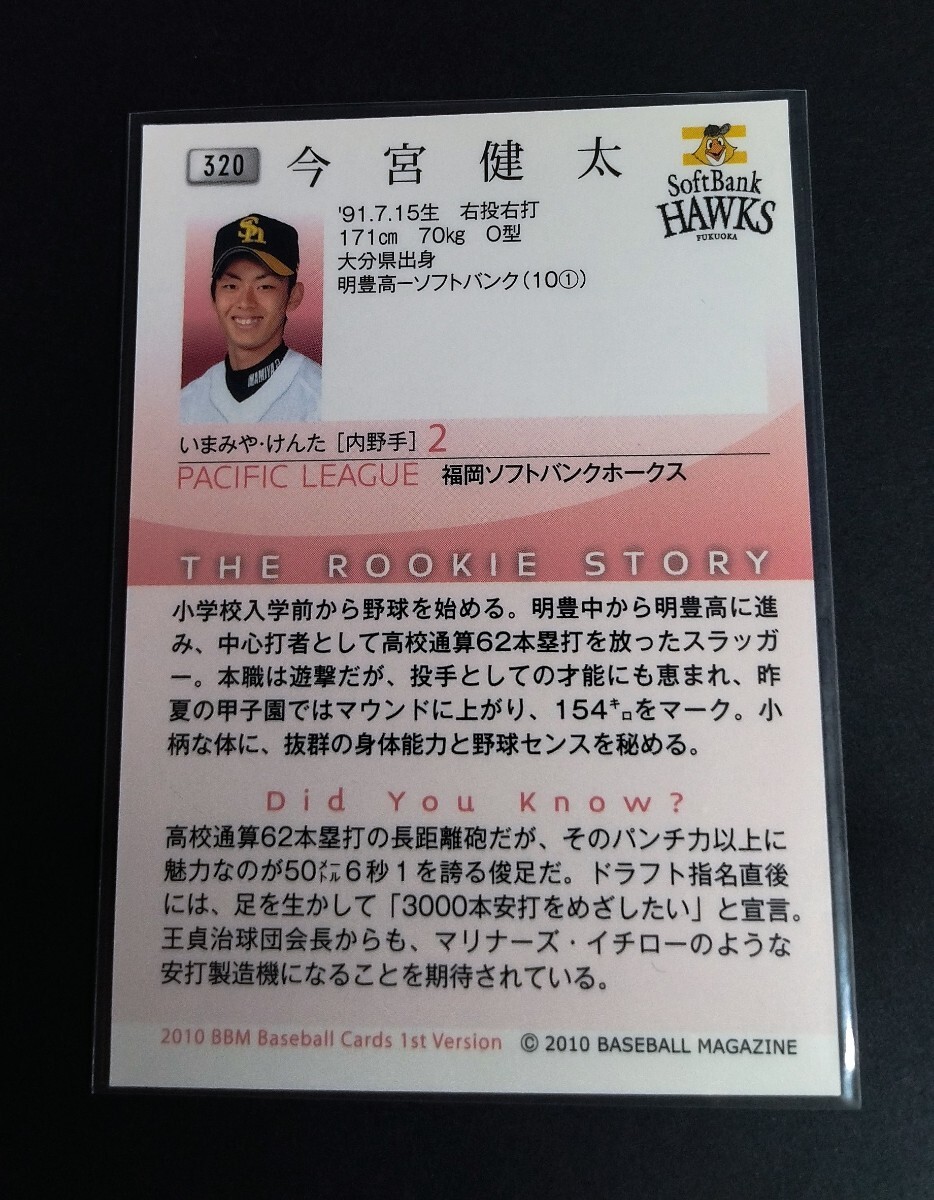 320 今宮健太
SoftBank
HAWKS
FUKUOKA
'91.7.15生 右投右打
171cm 70kg O型
大分県出身
明豊高ーソフトバンク(10①)
Sh
IMAMIYA
いまみや・けんた [内野手] 2
PACIFIC LEAGUE 福岡ソフトバンクホークス
THE ROOKIE STORY
小学校入学前から野球を始める。明豊中から明豊高に進
み、中心打者として高校通算62本塁打を放ったスラッガ
ー。本職は遊撃だが、投手としての才能にも恵まれ、昨
夏の甲子園ではマウンドに上がり、154㌔をマーク。小
柄な体に、抜群の身体能力と野球センスを秘める。
Did You Know?
高校通算62本塁打の長距離砲だが、そのパンチ力以上に
魅力なのが50㍍6秒1を誇る俊足だ。ドラフト指名直後
には、足を生かして「3000本安打をめざしたい」と宣言。
王貞治球団会長からも、マリナーズ・イチローのような
安打製造機になることを期待されている。
2010 BBM Baseball Cards 1st Version © 2010 BASEBALL MAGAZINE